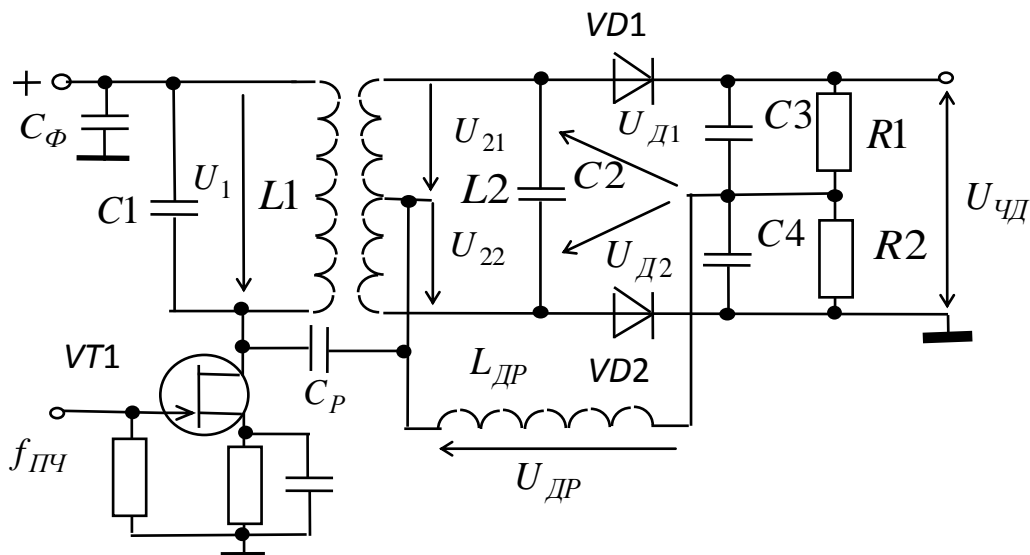 VD1
+
C_Ф
U_1
C1
L1
U_21
U_22
L2
C2
U_Д1
U_Д2
C3
R1
C4
R2
U_ЧД
VT1
C_P
L_ДР
VD2
f_ПЧ
U_ДР